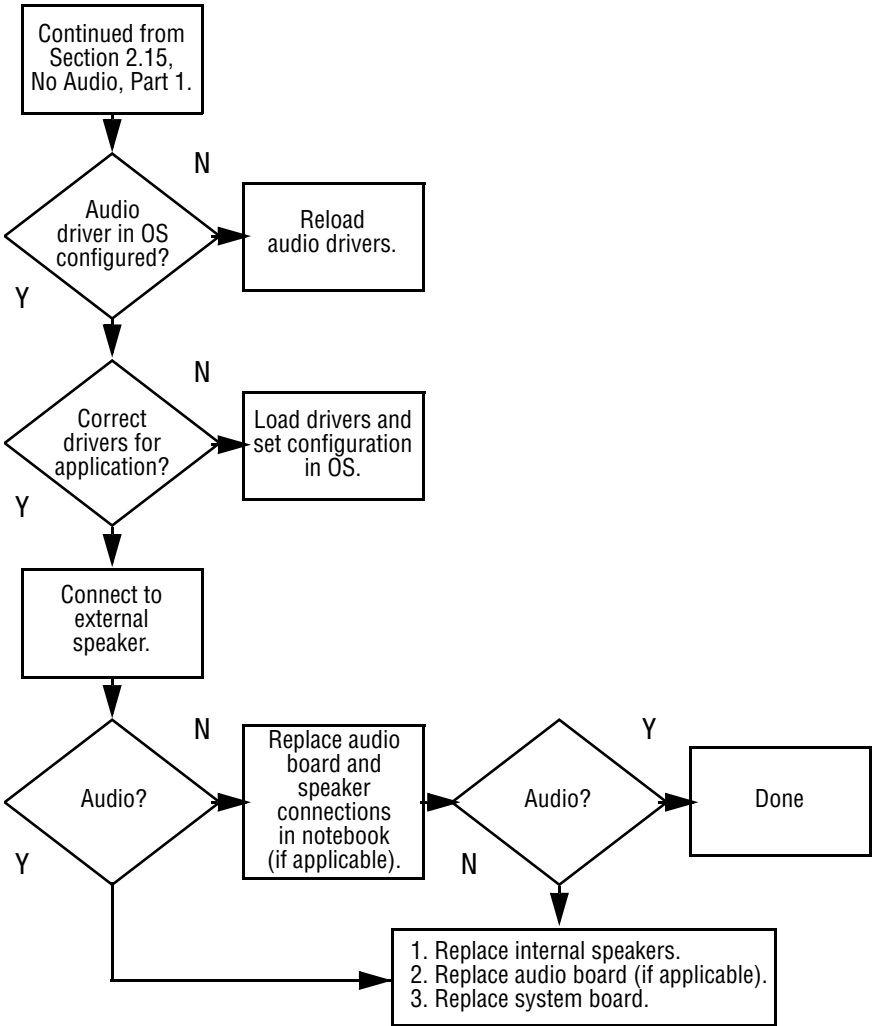 Continued from
Section 2.15,
No Audio, Part 1.
N
Audio
driver in OS
configured?
Reload
audio drivers.
Y
N
Correct
drivers for
application?
Load drivers and
set configuration
in OS.
Y
Connect to
external
speaker.
N
Audio?
Replace audio
board and
speaker
connections
in notebook
(if applicable).
Y
Audio?
Y
Done
N
1. Replace internal speakers.
2. Replace audio board (if applicable).
3. Replace system board.